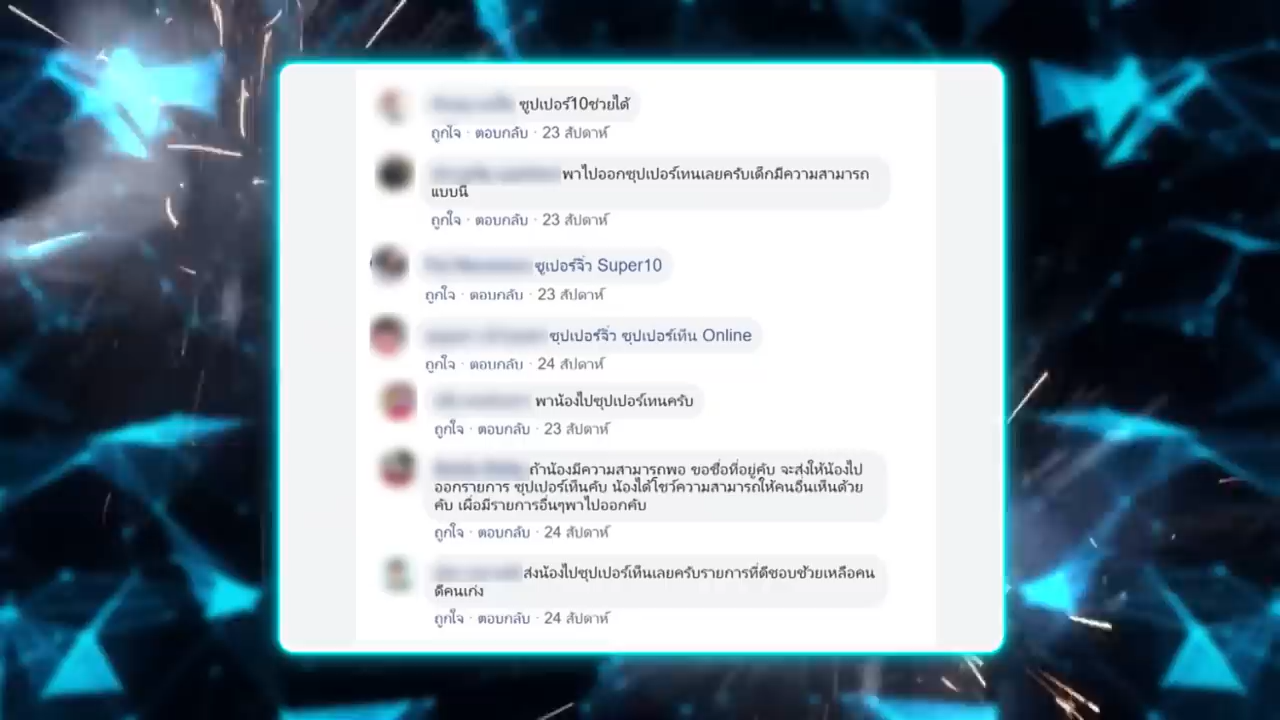 ซูปเปอร์10ช่วยได้
ถูกใจ · ตอบกลับ · 23 สัปดาห์
พาไปออกซุปเปอร์เทนเลยครับเด็กมีความสามารถ
แบบนี้
ถูกใจ · ตอบกลับ · 23 สัปดาห์
ซูเปอร์จิ๋ว Super10
ถูกใจ · ตอบกลับ · 23 สัปดาห์
ซุปเปอร์จิ๋ว ซุปเปอร์เท็น Online
ถูกใจ · ตอบกลับ · 24 สัปดาห์
พาน้องไปซุปเปอร์เทนครับ
ถูกใจ · ตอบกลับ · 23 สัปดาห์
ถ้าน้องมีความสามารถพอ ขอชื่อที่อยู่คับ จะส่งให้น้องไป
ออกรายการ ซุปเปอร์เท็นคับ น้องได้โชว์ความสามารถให้คนอื่นเห็นด้วย
คับ เผื่อมีรายการอื่นๆพาไปออกคับ
ถูกใจ · ตอบกลับ · 24 สัปดาห์
ส่งน้องไปซุปเปอร์เท็นเลยครับรายการที่ดีชอบช้วยเหลือคน
ดีคนเก่ง
ถูกใจ · ตอบกลับ · 24 สัปดาห์